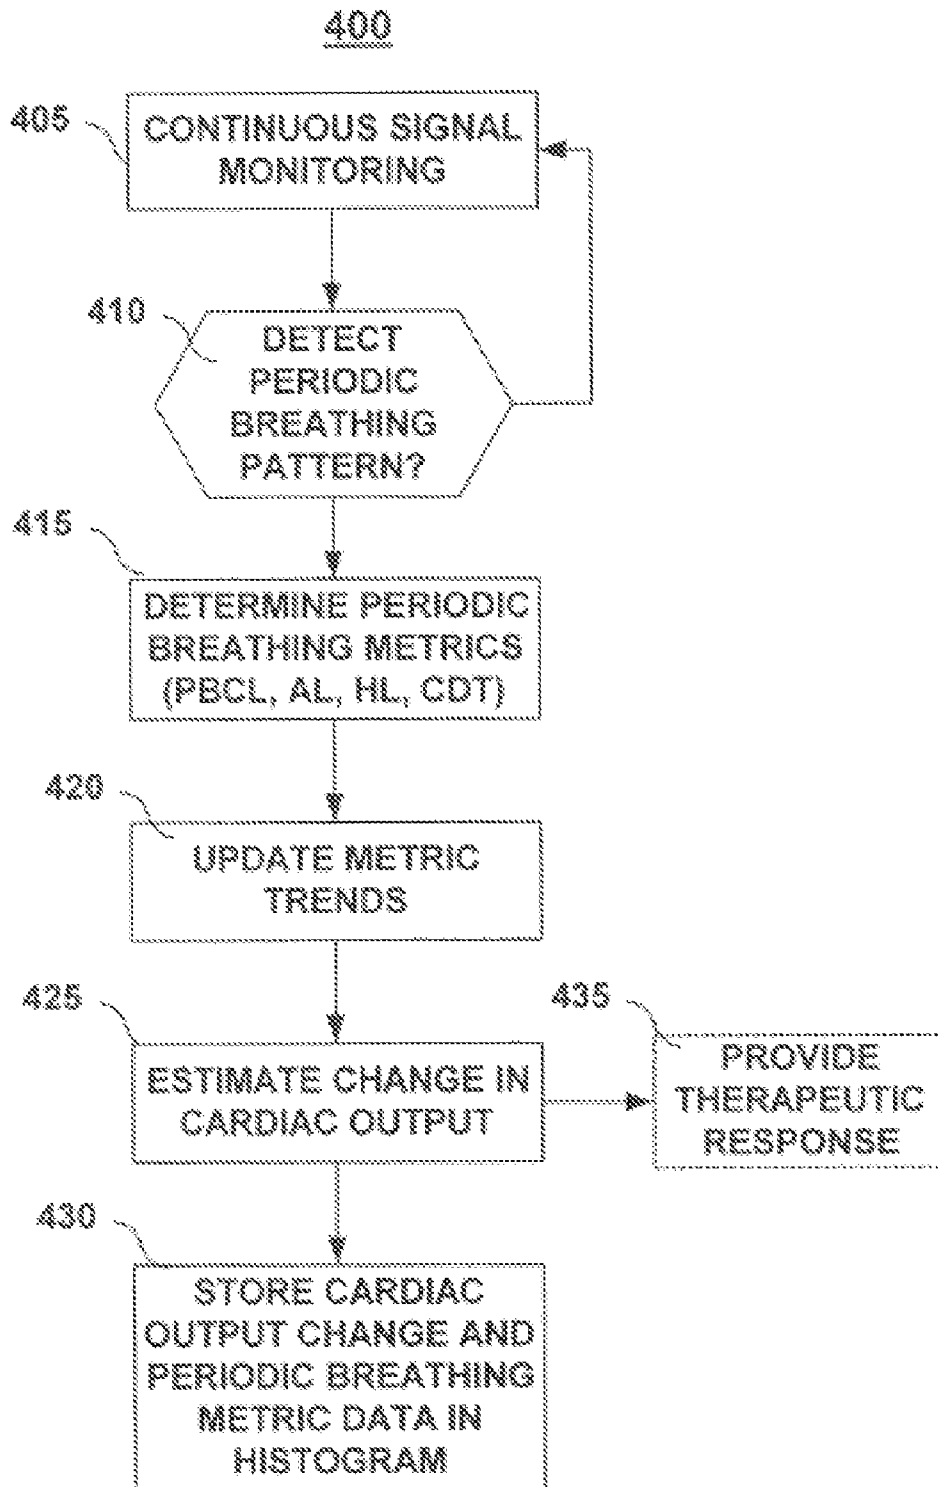 400
405
CONTINUOUS SIGNAL
MONITORING
410
DETECT
PERIODIC
BREATHING
PATTERN?
415
DETERMINE PERIODIC
BREATHING METRICS
(PBCL, AL, HL, CDT)
420
UPDATE METRIC
TRENDS
425
ESTIMATE CHANGE IN
CARDIAC OUTPUT
435
PROVIDE
THERAPEUTIC
RESPONSE
430
STORE CARDIAC
OUTPUT CHANGE AND
PERIODIC BREATHING
METRIC DATA IN
HISTOGRAM